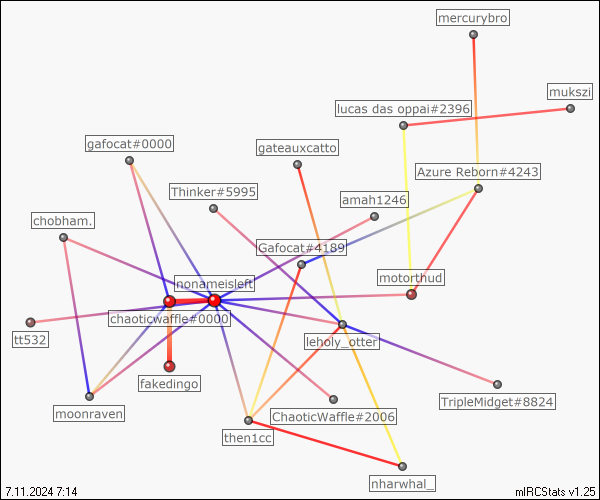 mercurybro
mukszi
lucas das oppai#2396
gafocat#0000
gateauxcatto
Azure Reborn#4243
Thinker#5995
amah1246
chobham.
Gafocat#4189
nonameisleft
motorthud
chaoticwaffle#0000
tt532
leholy_otter
fakedingo
TripleMidget#8824
moonraven
ChaoticWaffle#2006
then1cc
nharwhal_
7.11.2024 7:14
mIRCStats v1.25